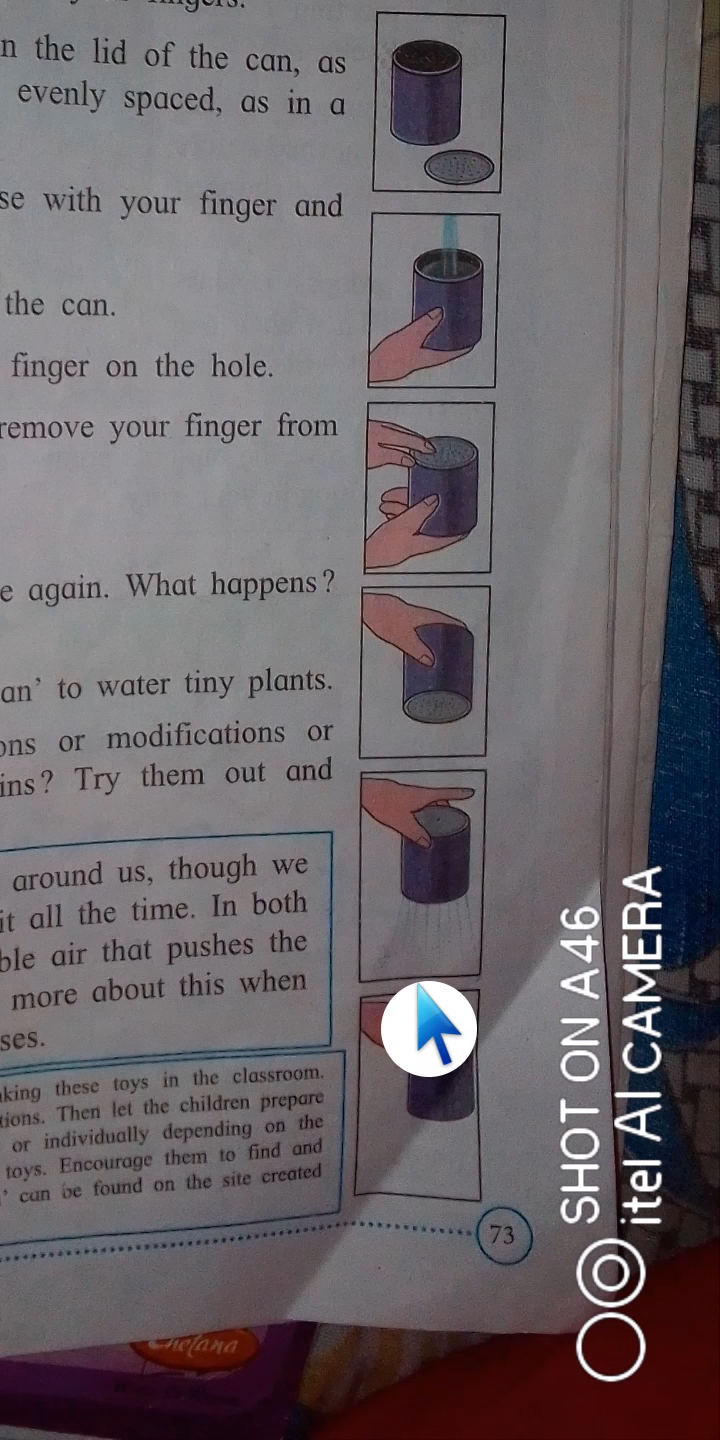 n the lid of the can, as
evenly spaced, as in a
se with your finger and
the can.
finger on the hole.
remove your finger from
e again. What happens?
an’ to water tiny plants.
ons or modifications or
ins? Try them out and
around us, though we
it all the time. In both
ble air that pushes the
more about this when
ses.
aking these toys in the classroom.
tions. Then let the children prepare
or individually depending on the
toys. Encourage them to find and
’ can be found on the site created
73
Chetana
SHOT ON A46
itel AI CAMERA